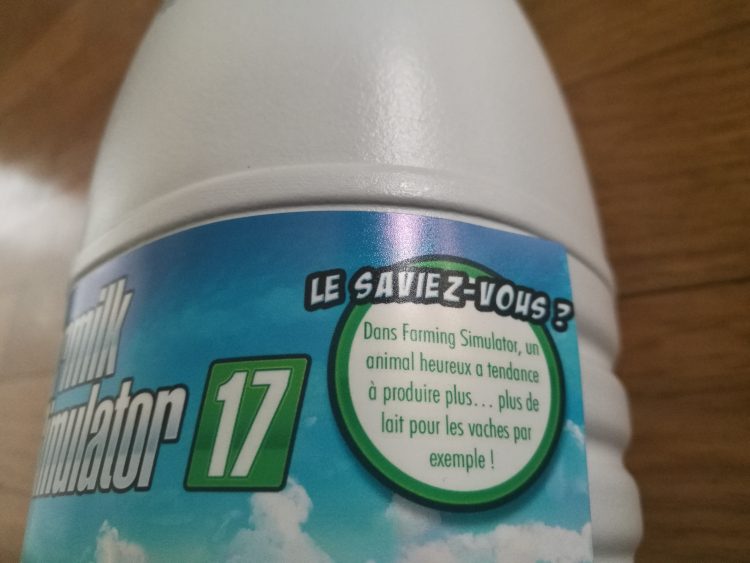 milk
Simulator 17
LE SAVIEZ-VOUS ?
Dans Farming Simulator, un
animal heureux a tendance
à produire plus... plus de
lait pour les vaches par
exemple !